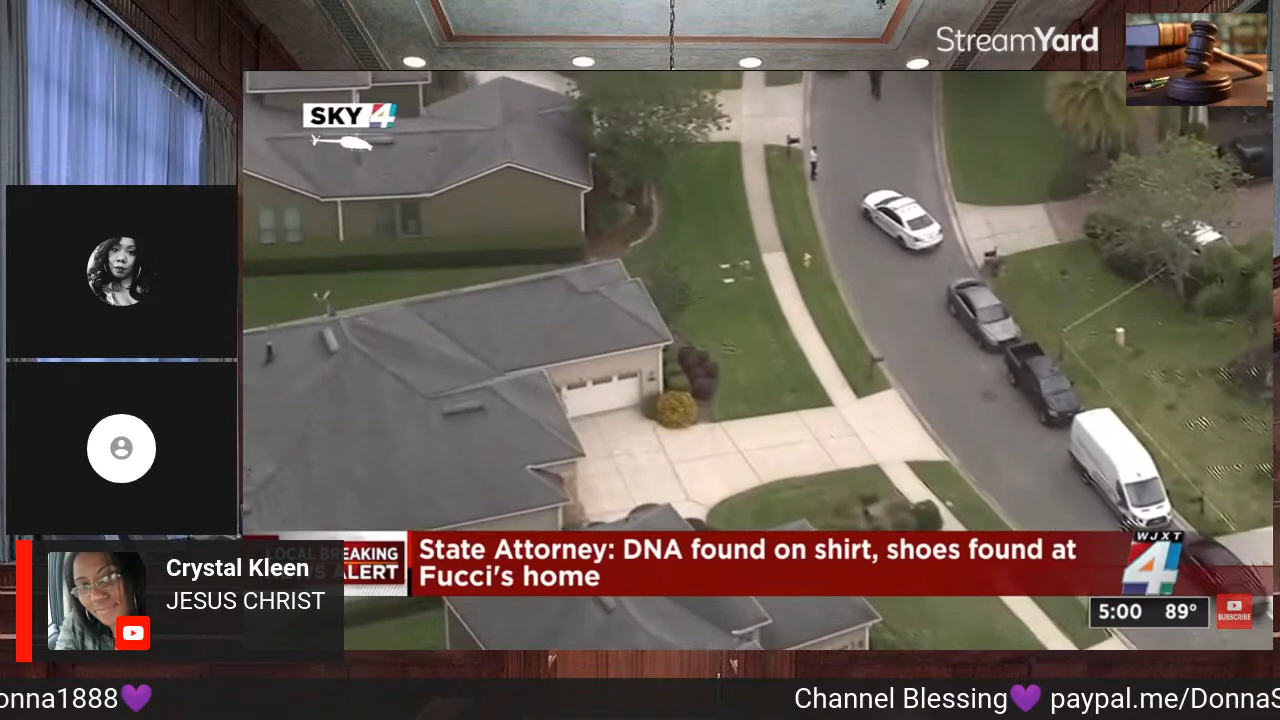 StreamYard
SKY 4
LOCAL BREAKING
NEWS ALERT
State Attorney: DNA found on shirt, shoes found at
Fucci's home
WJXT
4
5:00 89°
SUBSCRIBE
Crystal Kleen
JESUS CHRIST
onna1888💜 Channel Blessing💜 paypal.me/DonnaS